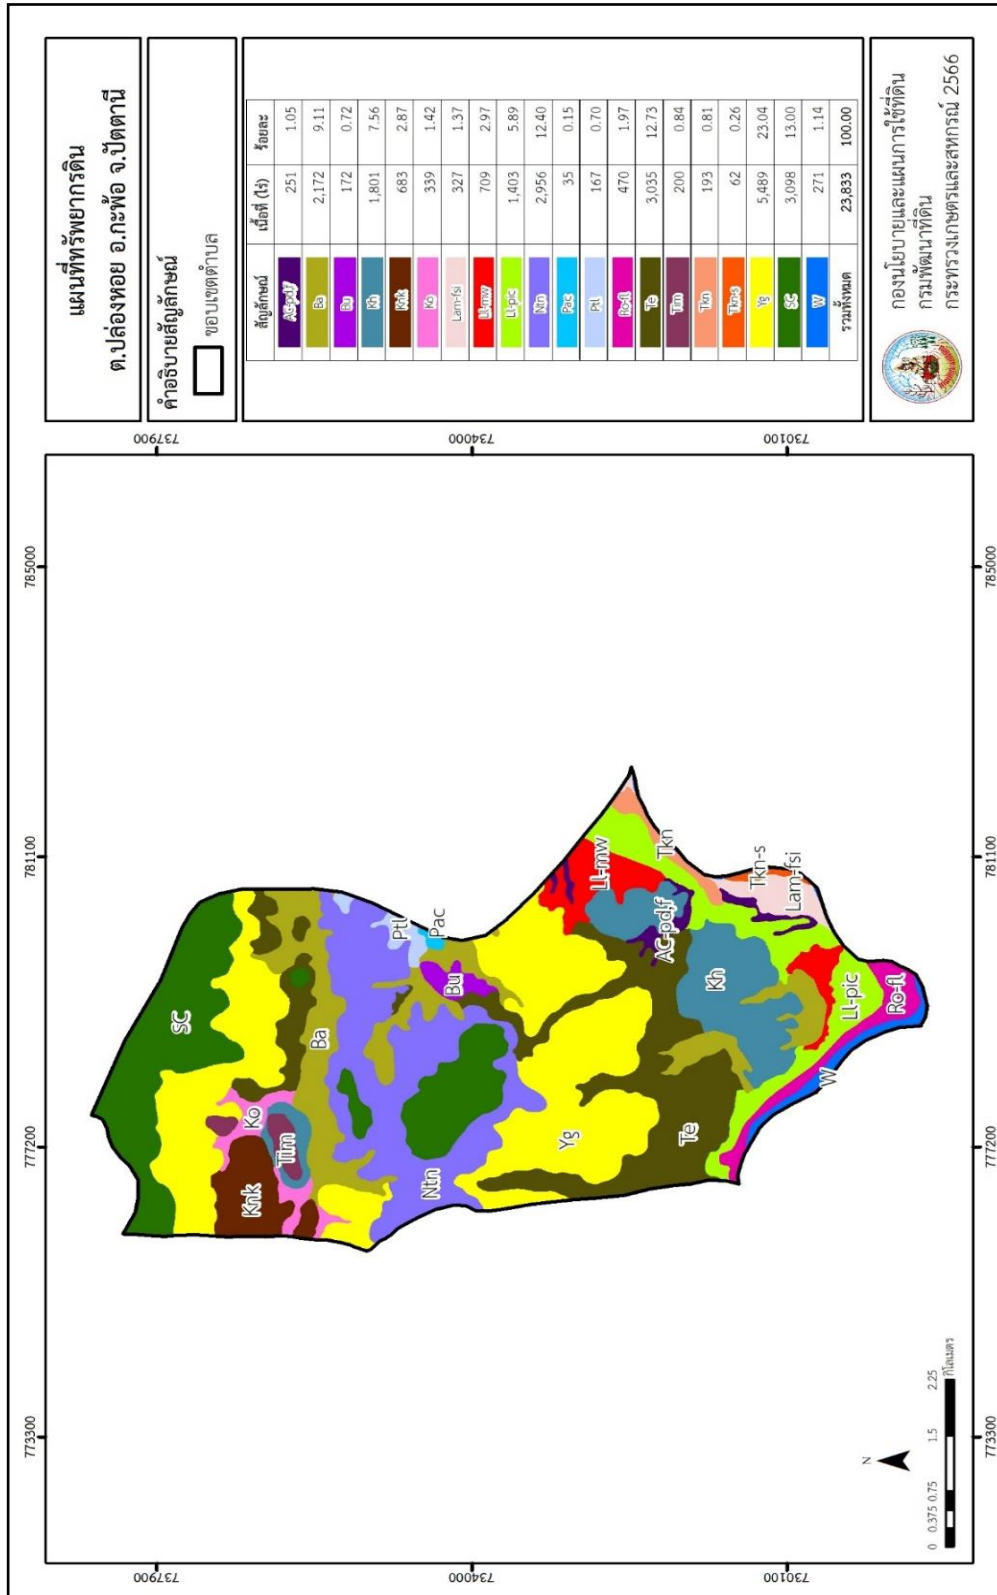 แผนที่ทรัพยากรดิน
ต.ปล่องหอย อ.กะพ้อ จ.ปัตตานี
คำอธิบายสัญลักษณ์
ขอบเขตตำบล
สัญลักษณ์ เนื้อที่ (ไร่) ร้อยละ
AC-pd,f 251 1.05
Ba 2,172 9.11
Bu 172 0.72
Kh 1,801 7.56
Knk 683 2.87
Ko 339 1.42
Lam-fsi 327 1.37
Ll-mw 709 2.97
Ll-pic 1,403 5.89
Ntn 2,956 12.40
Pac 35 0.15
Ptl 167 0.70
Ro-fl 470 1.97
Te 3,035 12.73
Tim 200 0.84
Tkn 193 0.81
Tkn-s 62 0.26
Yg 5,489 23.04
SC 3,098 13.00
W 271 1.14
รวมทั้งหมด 23,833 100.00
กองนโยบายและแผนการใช้ที่ดิน
กรมพัฒนาที่ดิน
กระทรวงเกษตรและสหกรณ์ 2566
773300 777200 781100 785000
737900 737900
734000 734000
730100 730100
SC
Ko
Knk
Tim
Ba
Ptl
Pac
Bu
Ntn
Yg
Ll-mw
Tkn
AC-pd,f
Te
Kh
Tkn-s
Lam-fsi
Ll-pic
Ro-fl
W
N
0 0.375 0.75 1.5 2.25
กิโลเมตร
773300 777200 781100 785000